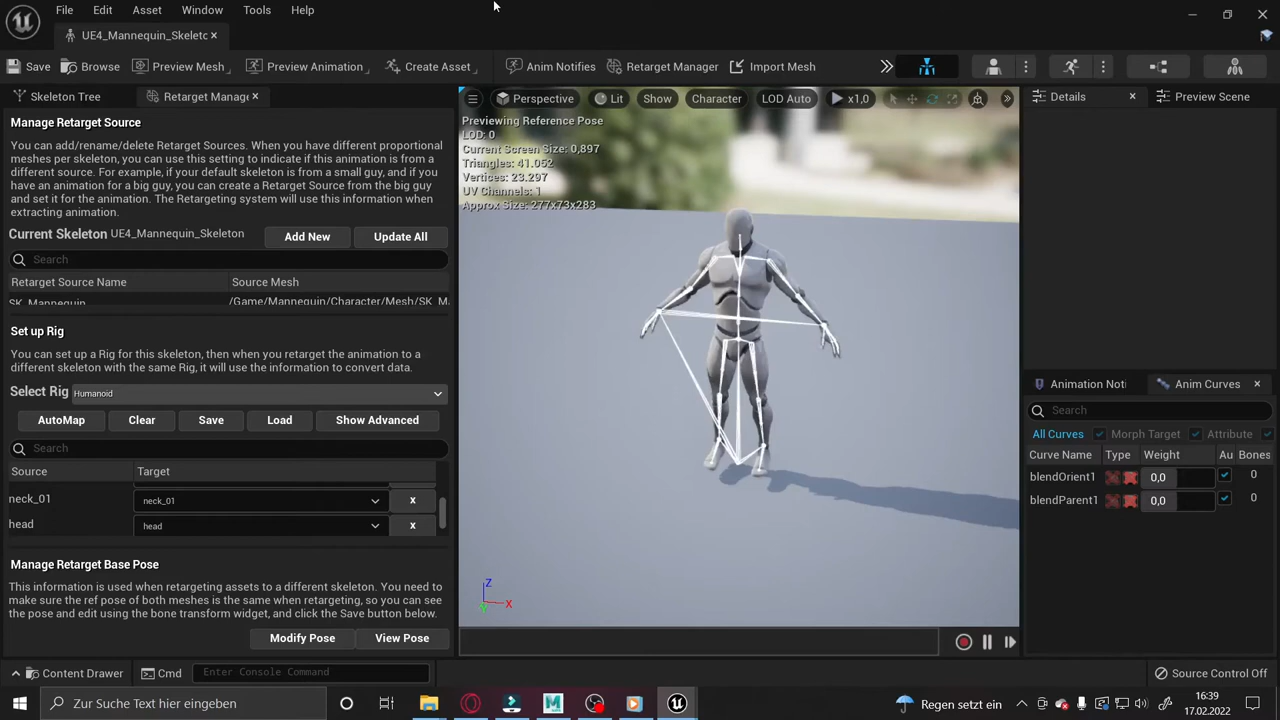 File Edit Asset Window Tools Help
UE4_Mannequin_Skeletc
Save Browse Preview Mesh Preview Animation Create Asset Anim Notifies Retarget Manager Import Mesh
Skeleton Tree Retarget Manage
Manage Retarget Source
You can add/rename/delete Retarget Sources. When you have different proportional
meshes per skeleton, you can use this setting to indicate if this animation is from a
different source. For example, if your default skeleton is from a small guy, and if you
have an animation for a big guy, you can create a Retarget Source from the big guy
and set it for the animation. The Retargeting system will use this information when
extracting animation.
Current Skeleton UE4_Mannequin_Skeleton Add New Update All
Search
Retarget Source Name Source Mesh
SK_Mannequin /Game/Mannequin/Character/Mesh/SK_M
Set up Rig
You can set up a Rig for this skeleton, then when you retarget the animation to a
different skeleton with the same Rig, it will use the information to convert data.
Select Rig Humanoid
AutoMap Clear Save Load Show Advanced
Search
Source Target
neck_01 neck_01 x
head head x
Manage Retarget Base Pose
This information is used when retargeting assets to a different skeleton. You need to
make sure the ref pose of both meshes is the same when retargeting, so you can see
the pose and edit using the bone transform widget, and click the Save button below.
Modify Pose View Pose
Perspective Lit Show Character LOD Auto x1,0
Previewing Reference Pose
LOD: 0
Current Screen Size: 0,897
Triangles: 41.052
Vertices: 23.297
UV Channels: 1
Approx Size: 277x73x283
Z
Y X
Details Preview Scene
Animation Noti Anim Curves
Search
All Curves Morph Target Attribute
Curve Name Type Weight Au Bones
blendOrient1 0,0 0
blendParent1 0,0 0
Content Drawer Cmd Enter Console Command Source Control Off
Zur Suche Text hier eingeben Regen setzt ein 16:39
17.02.2022